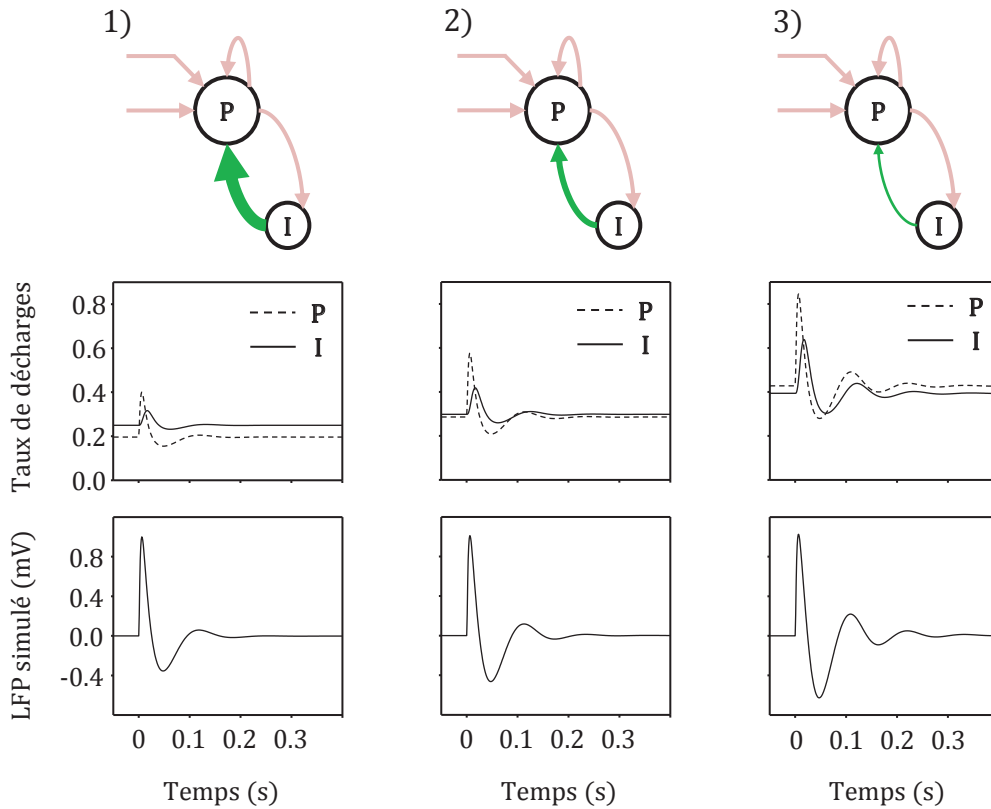 1) 2) 3)
P P P
I I I
Taux de décharges
0.8
0.6
0.4
0.2
0.0
P P P
I I I
LFP simulé (mV)
0.8
0.4
0.0
-0.4
0 0.1 0.2 0.3 0 0.1 0.2 0.3 0 0.1 0.2 0.3
Temps (s) Temps (s) Temps (s)